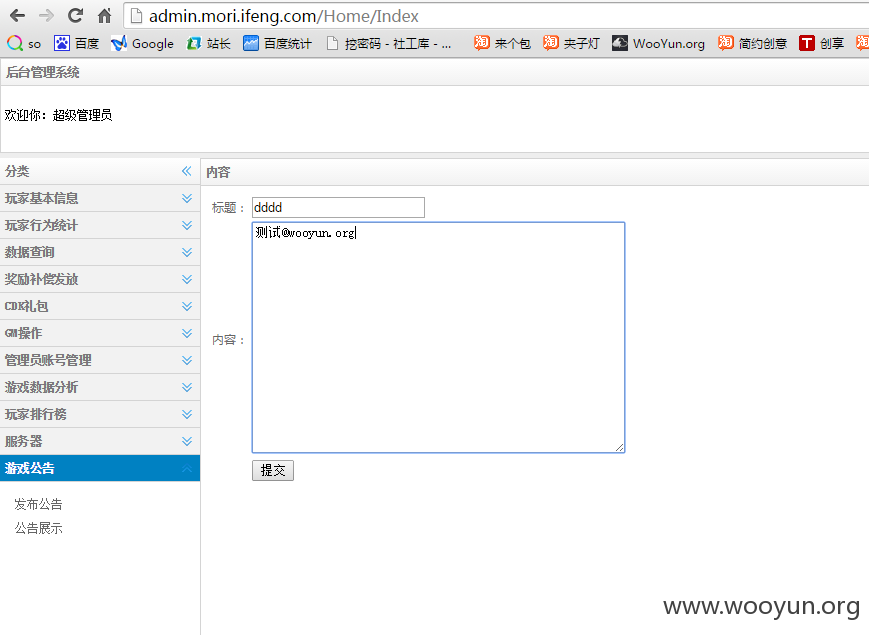 admin.mori.ifeng.com/Home/Index
so 百度 Google 站长 百度统计 挖密码 - 社工库 - ... 来个包 夹子灯 WooYun.org 简约创意 创享
后台管理系统
欢迎你：超级管理员
分类
玩家基本信息
玩家行为统计
数据查询
奖励补偿发放
CDK礼包
GM操作
管理员账号管理
游戏数据分析
玩家排行榜
服务器
游戏公告
发布公告
公告展示
内容
标题： dddd
内容： 测试@wooyun.org
提交
www.wooyun.org